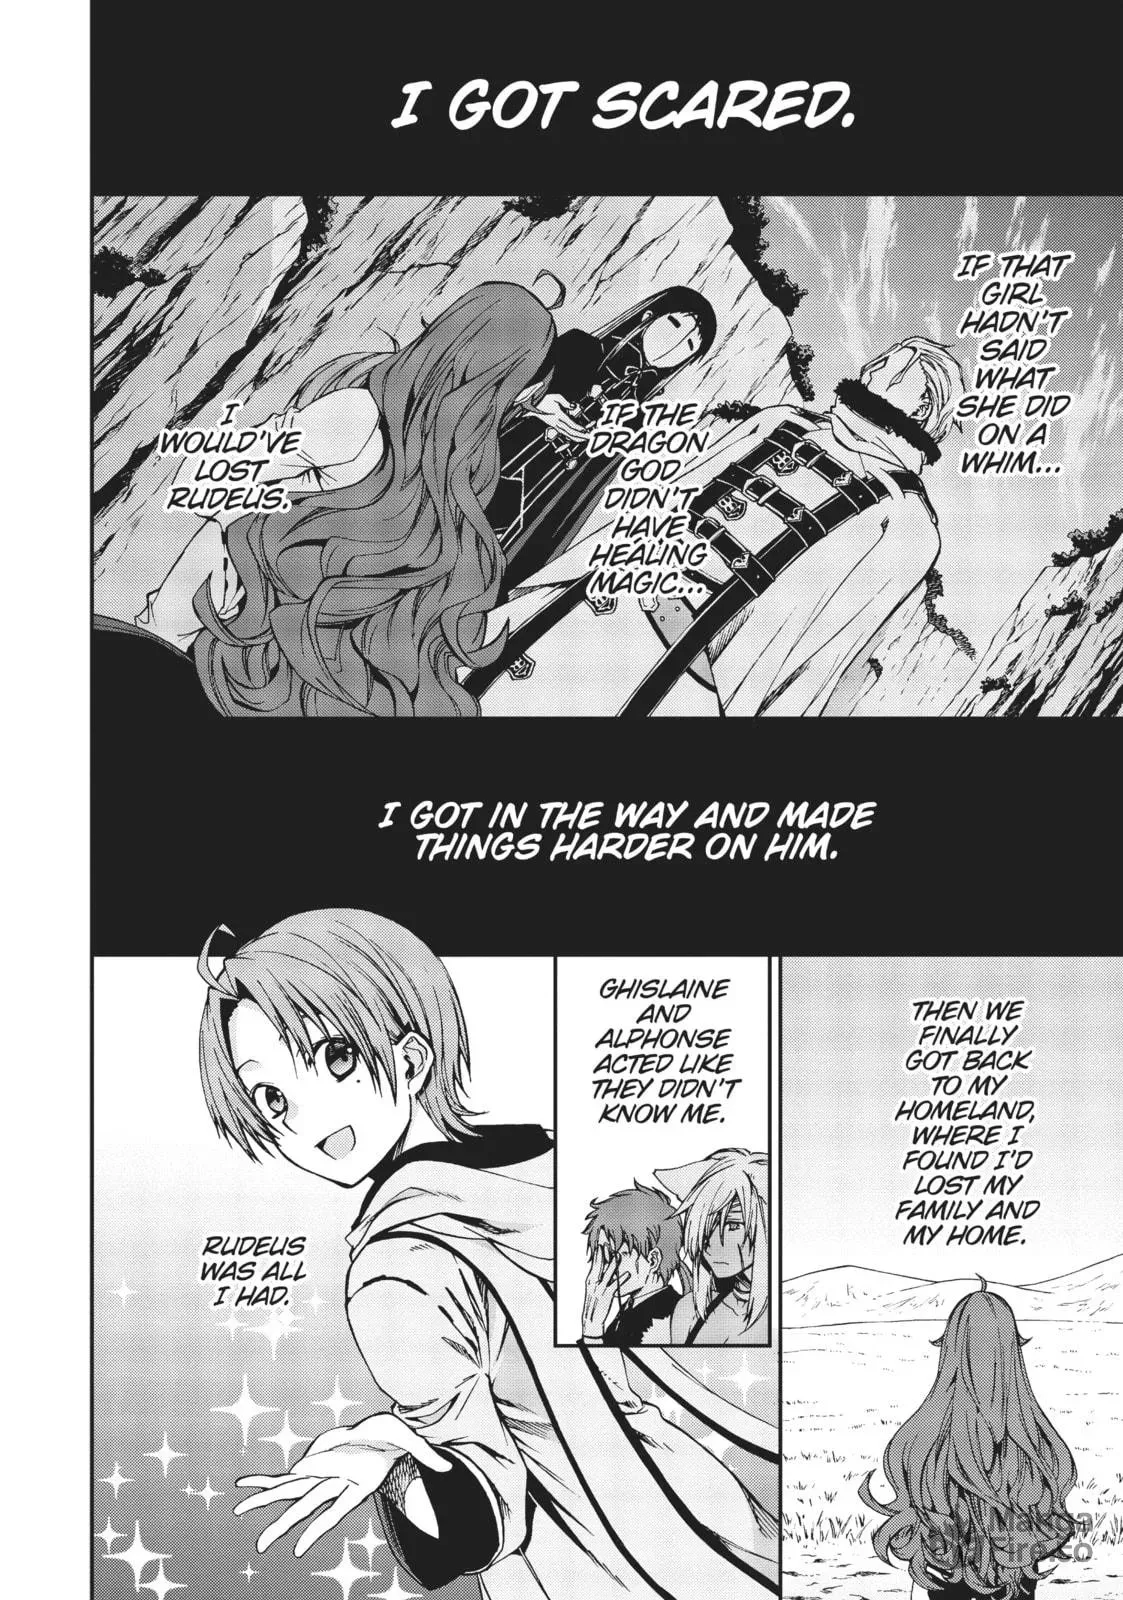 I GOT SCARED.
IF THAT
GIRL
HADN'T
SAID
WHAT
SHE DID
ON A
WHIM...
IF THE
DRAGON
GOD
DIDN'T
HAVE
HEALING
MAGIC...
I
WOULD'VE
LOST
RUDEUS.
I GOT IN THE WAY AND MADE
THINGS HARDER ON HIM.
THEN WE
FINALLY
GOT BACK
TO MY
HOMELAND,
WHERE I
FOUND I'D
LOST MY
FAMILY AND
MY HOME.
GHISLAINE
AND
ALPHONSE
ACTED LIKE
THEY DIDN'T
KNOW ME.
RUDEUS
WAS ALL
I HAD.
Manga
Fire.so